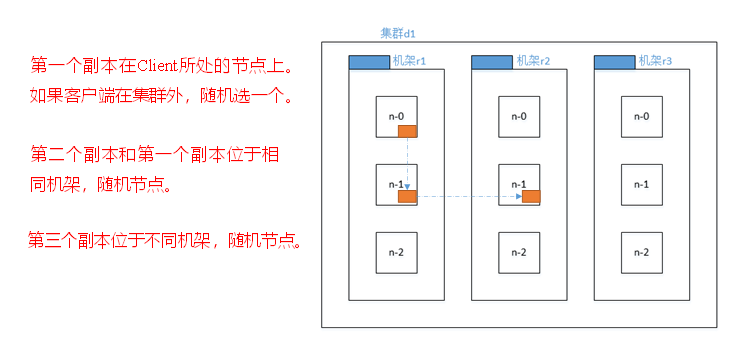 集群d1
第一个副本在Client所处的节点上。
如果客户端在集群外，随机选一个。
第二个副本和第一个副本位于相
同机架，随机节点。
第三个副本位于不同机架，随机节点。
机架r1
n-0
n-1
n-2
机架r2
n-0
n-1
n-2
机架r3
n-0
n-1
n-2